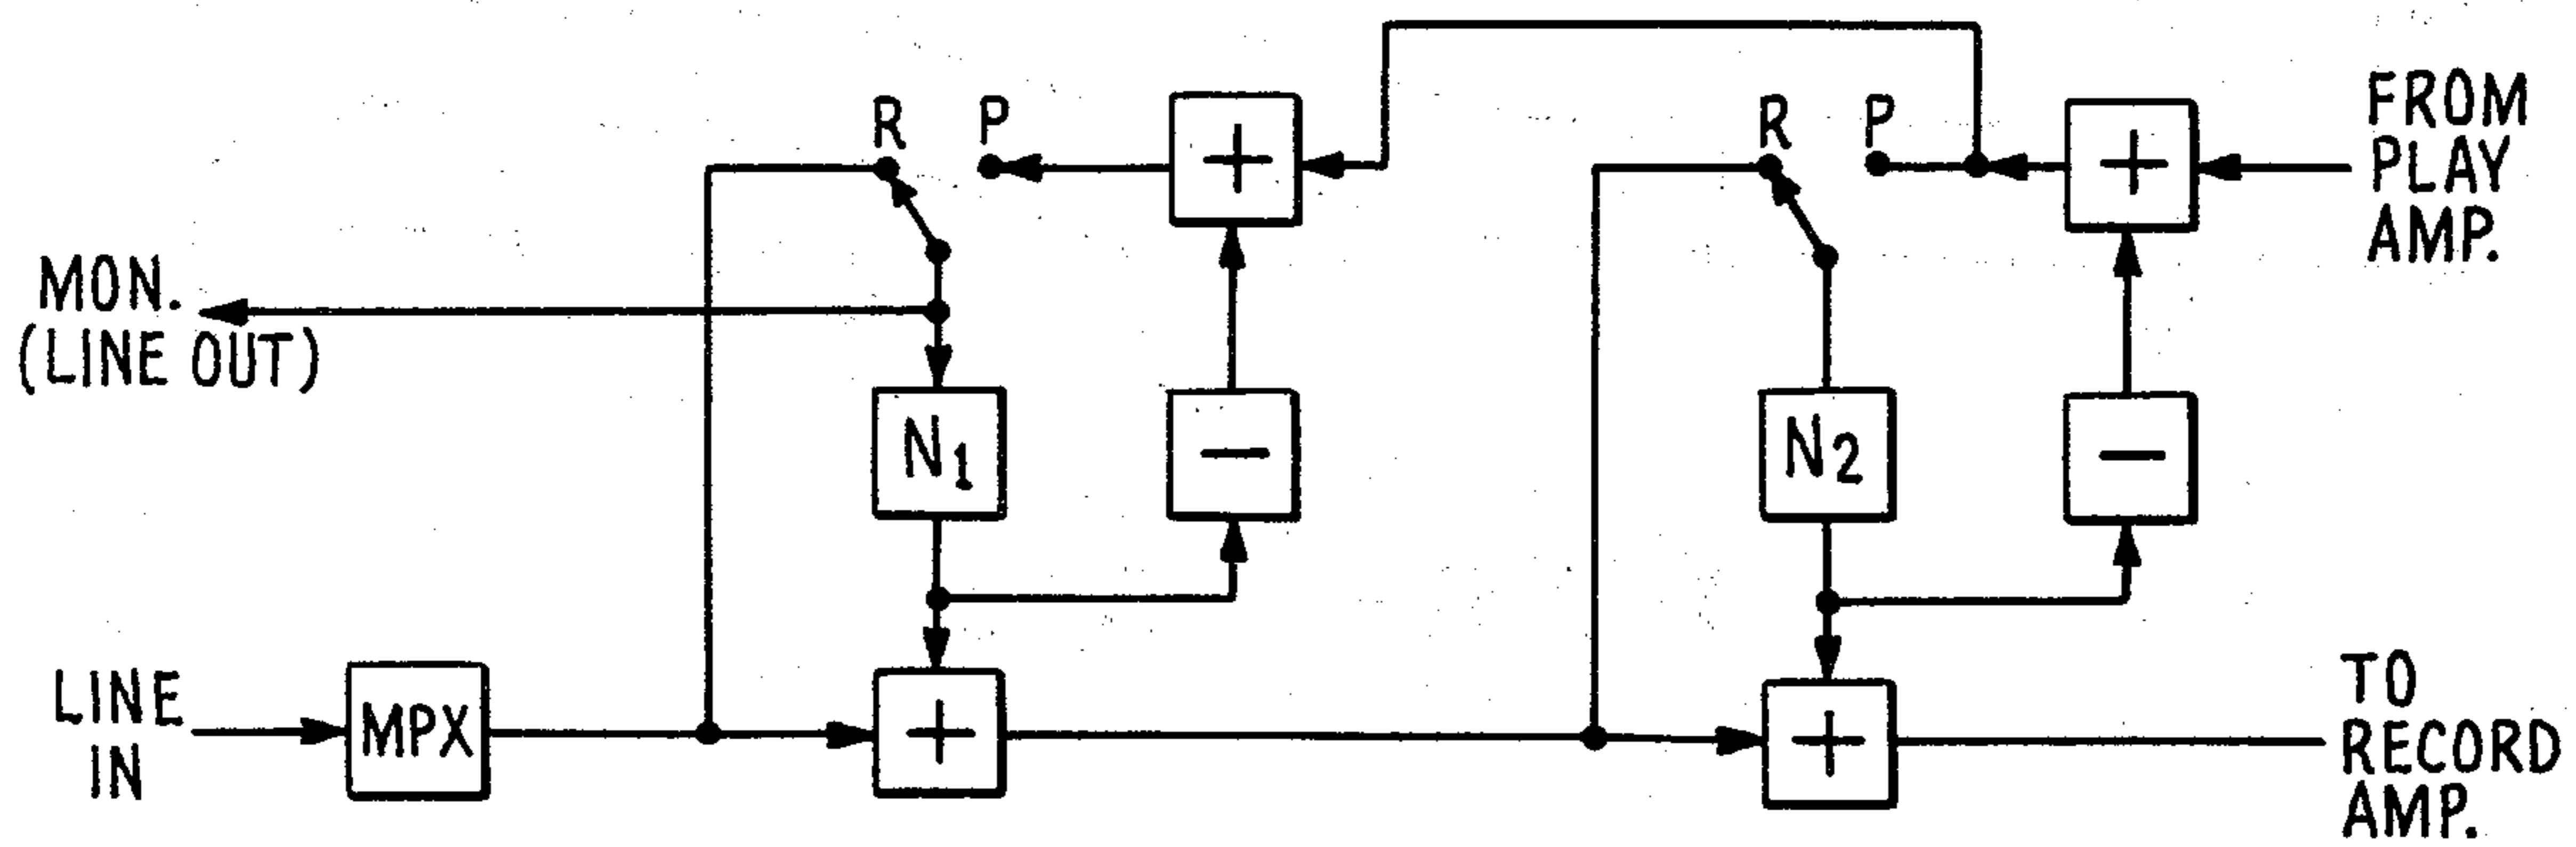 R P
R P
FROM
PLAY
AMP.
+
+
MON.
(LINE OUT)
N1
−
N2
−
LINE
IN
MPX
+
+
TO
RECORD
AMP.